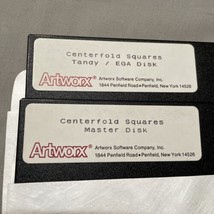 Centerfold Squares
Tandy / EGA Disk
Artworx® Artworx Software Company, Inc.
1844 Penfield Road • Penfield, New York 14526
Centerfold Squares
Master Disk
Artworx® Artworx Software Company, Inc.
1844 Penfield Road • Penfield, New York 14526